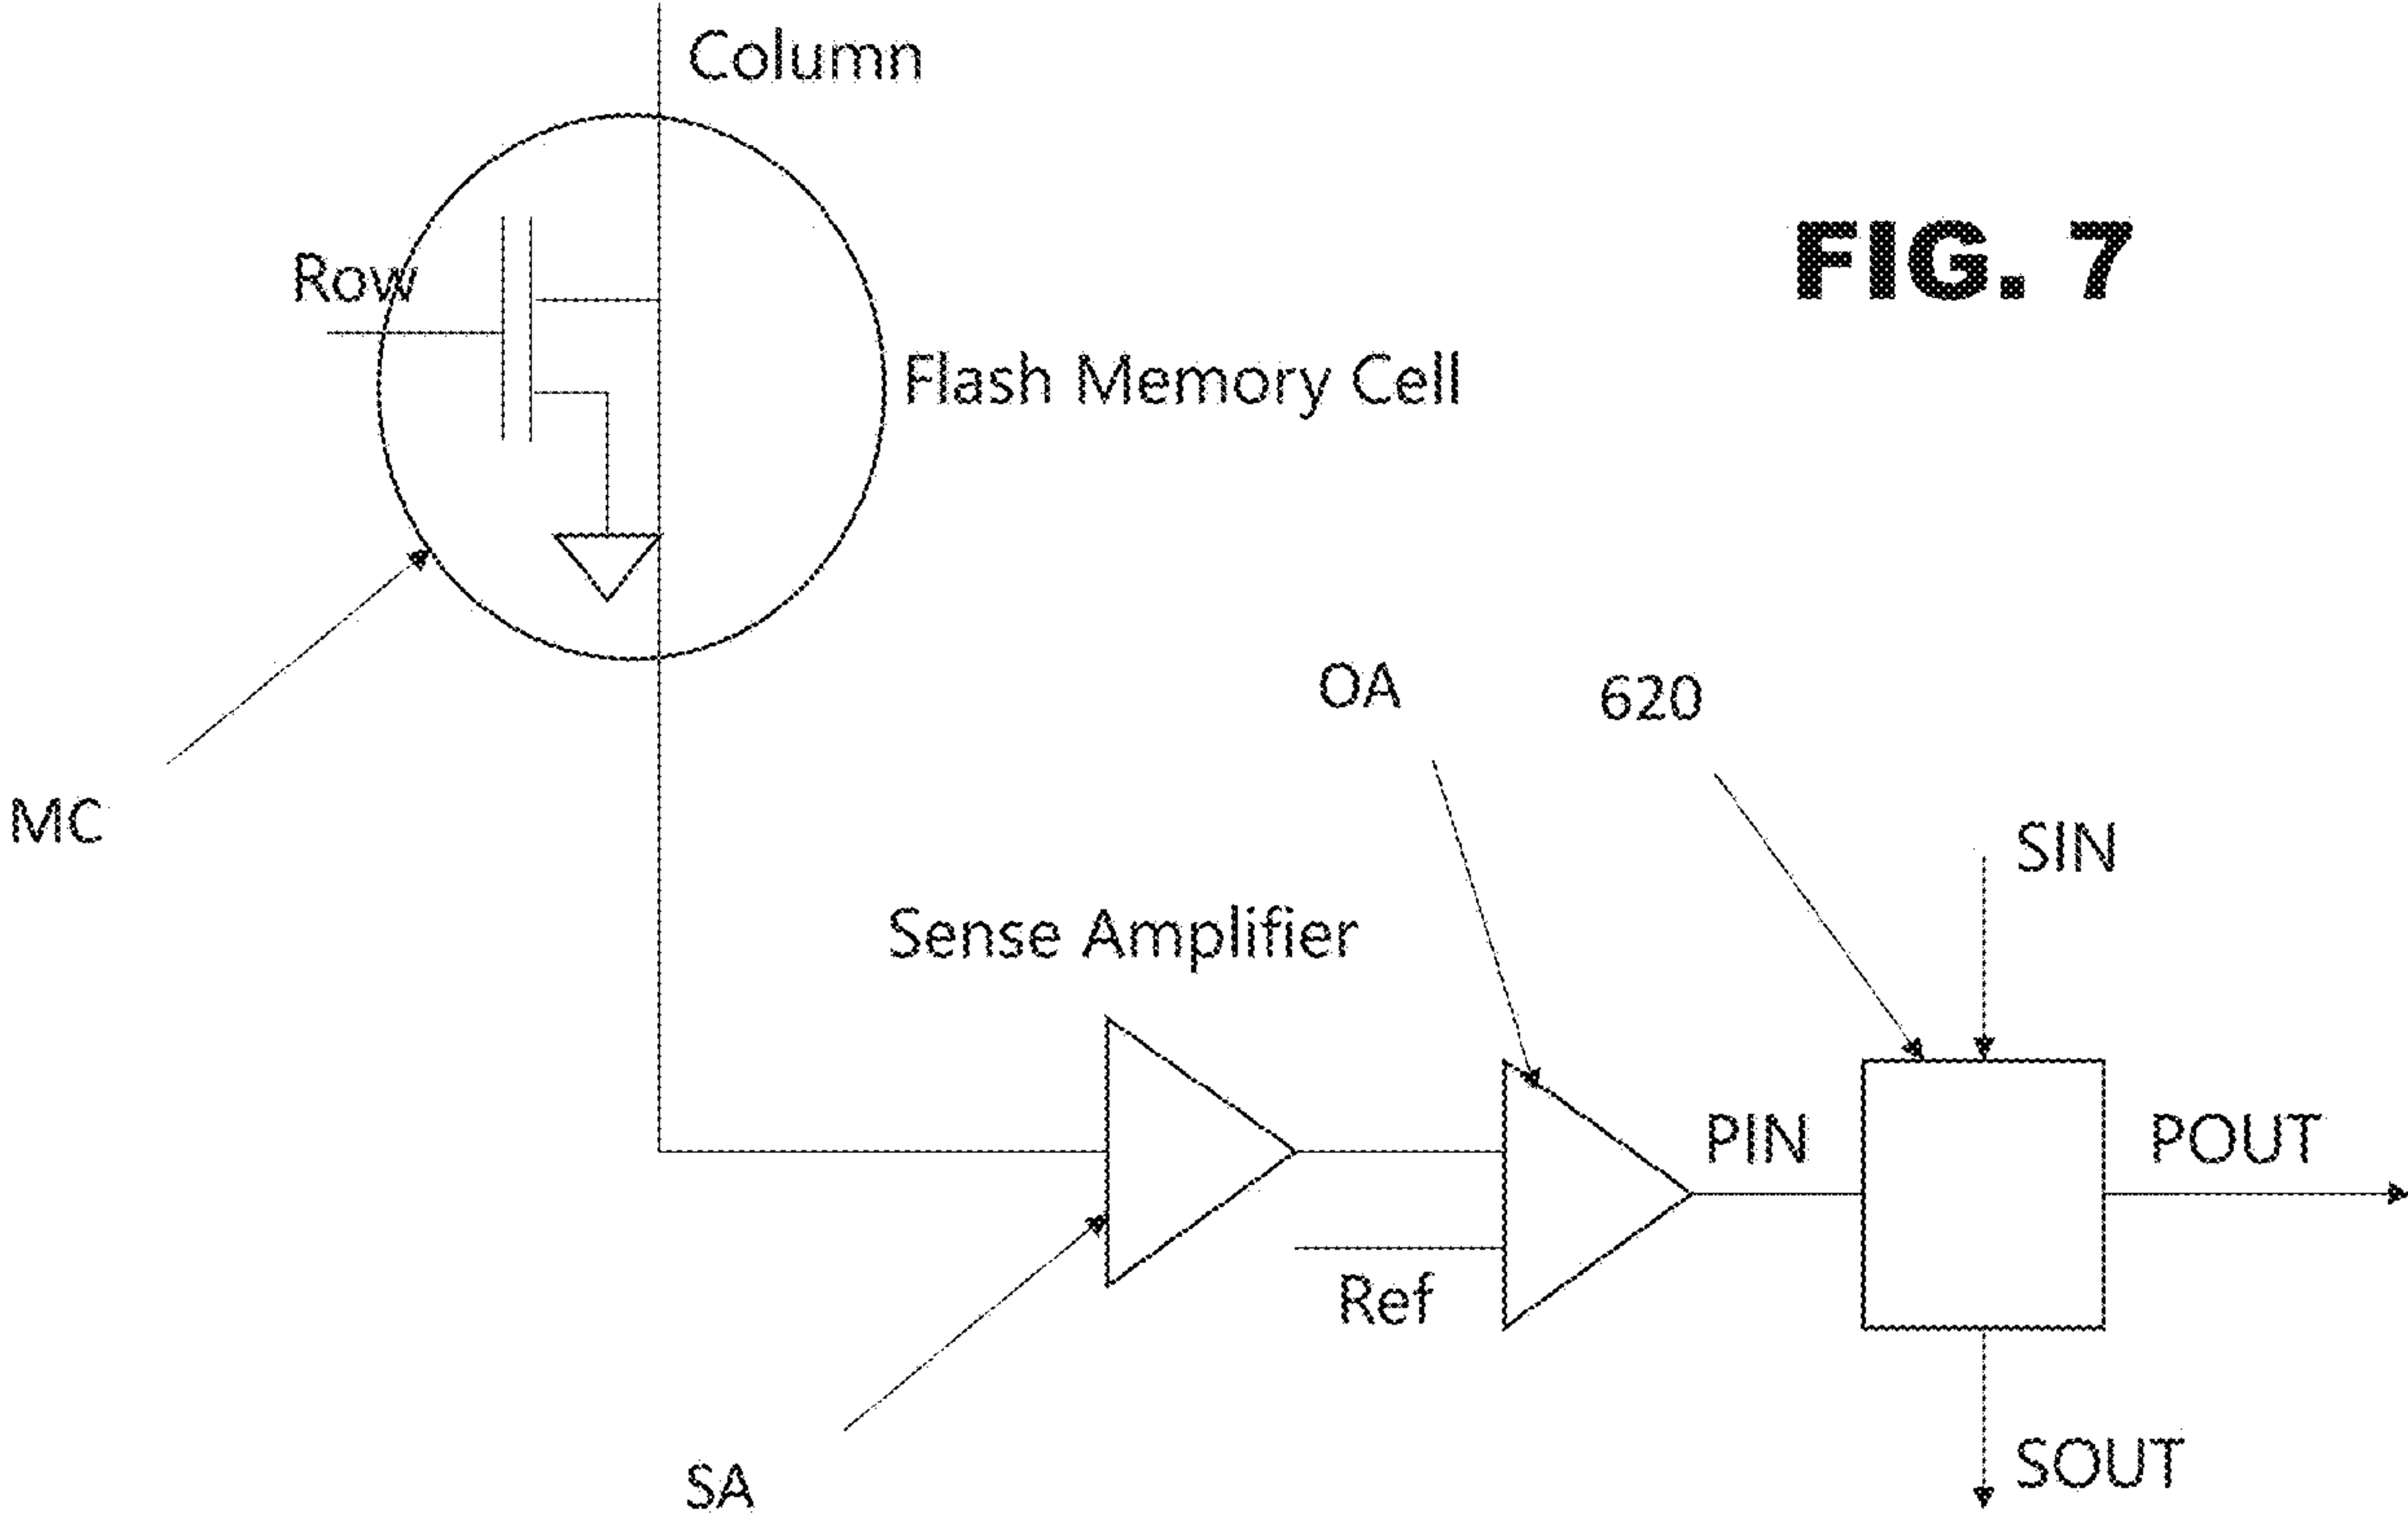 Column
FIG. 7
Row
Flash Memory Cell
OA
620
MC
SIN
Sense Amplifier
PIN
POUT
Ref
SA
SOUT